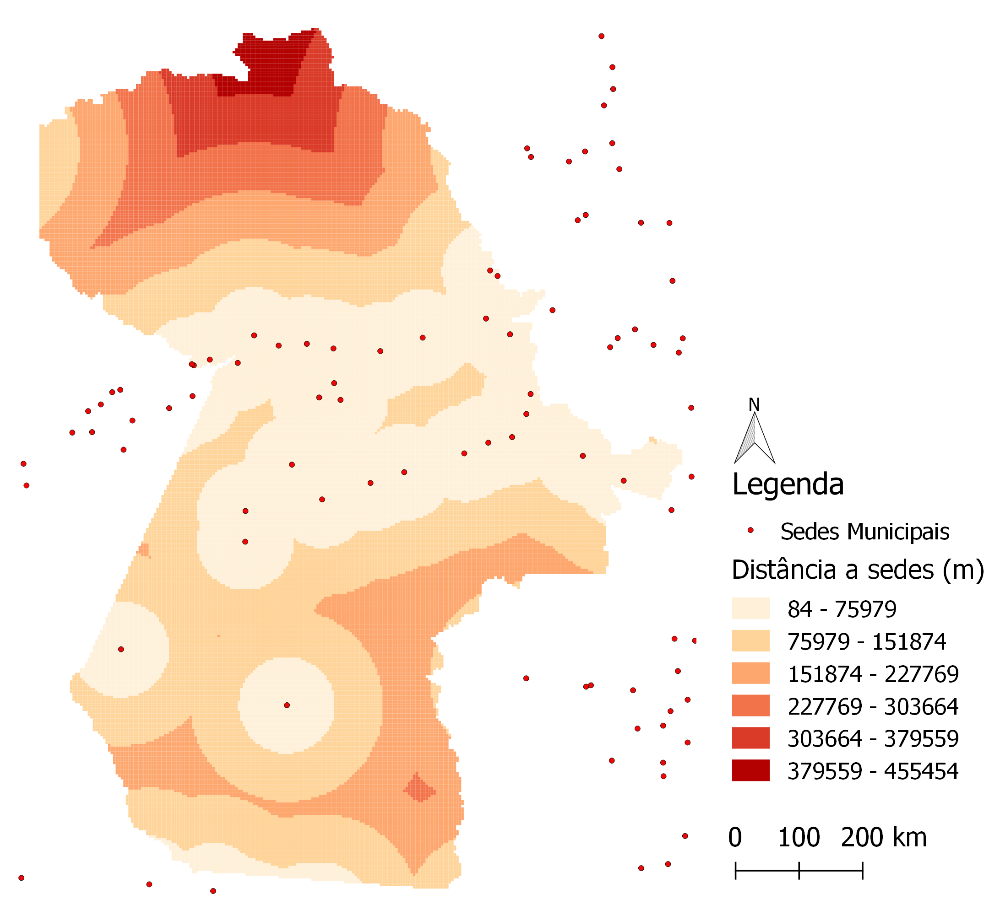 N
Legenda
Sedes Municipais
Distância a sedes (m)
84 - 75979
75979 - 151874
151874 - 227769
227769 - 303664
303664 - 379559
379559 - 455454
0 100 200 km